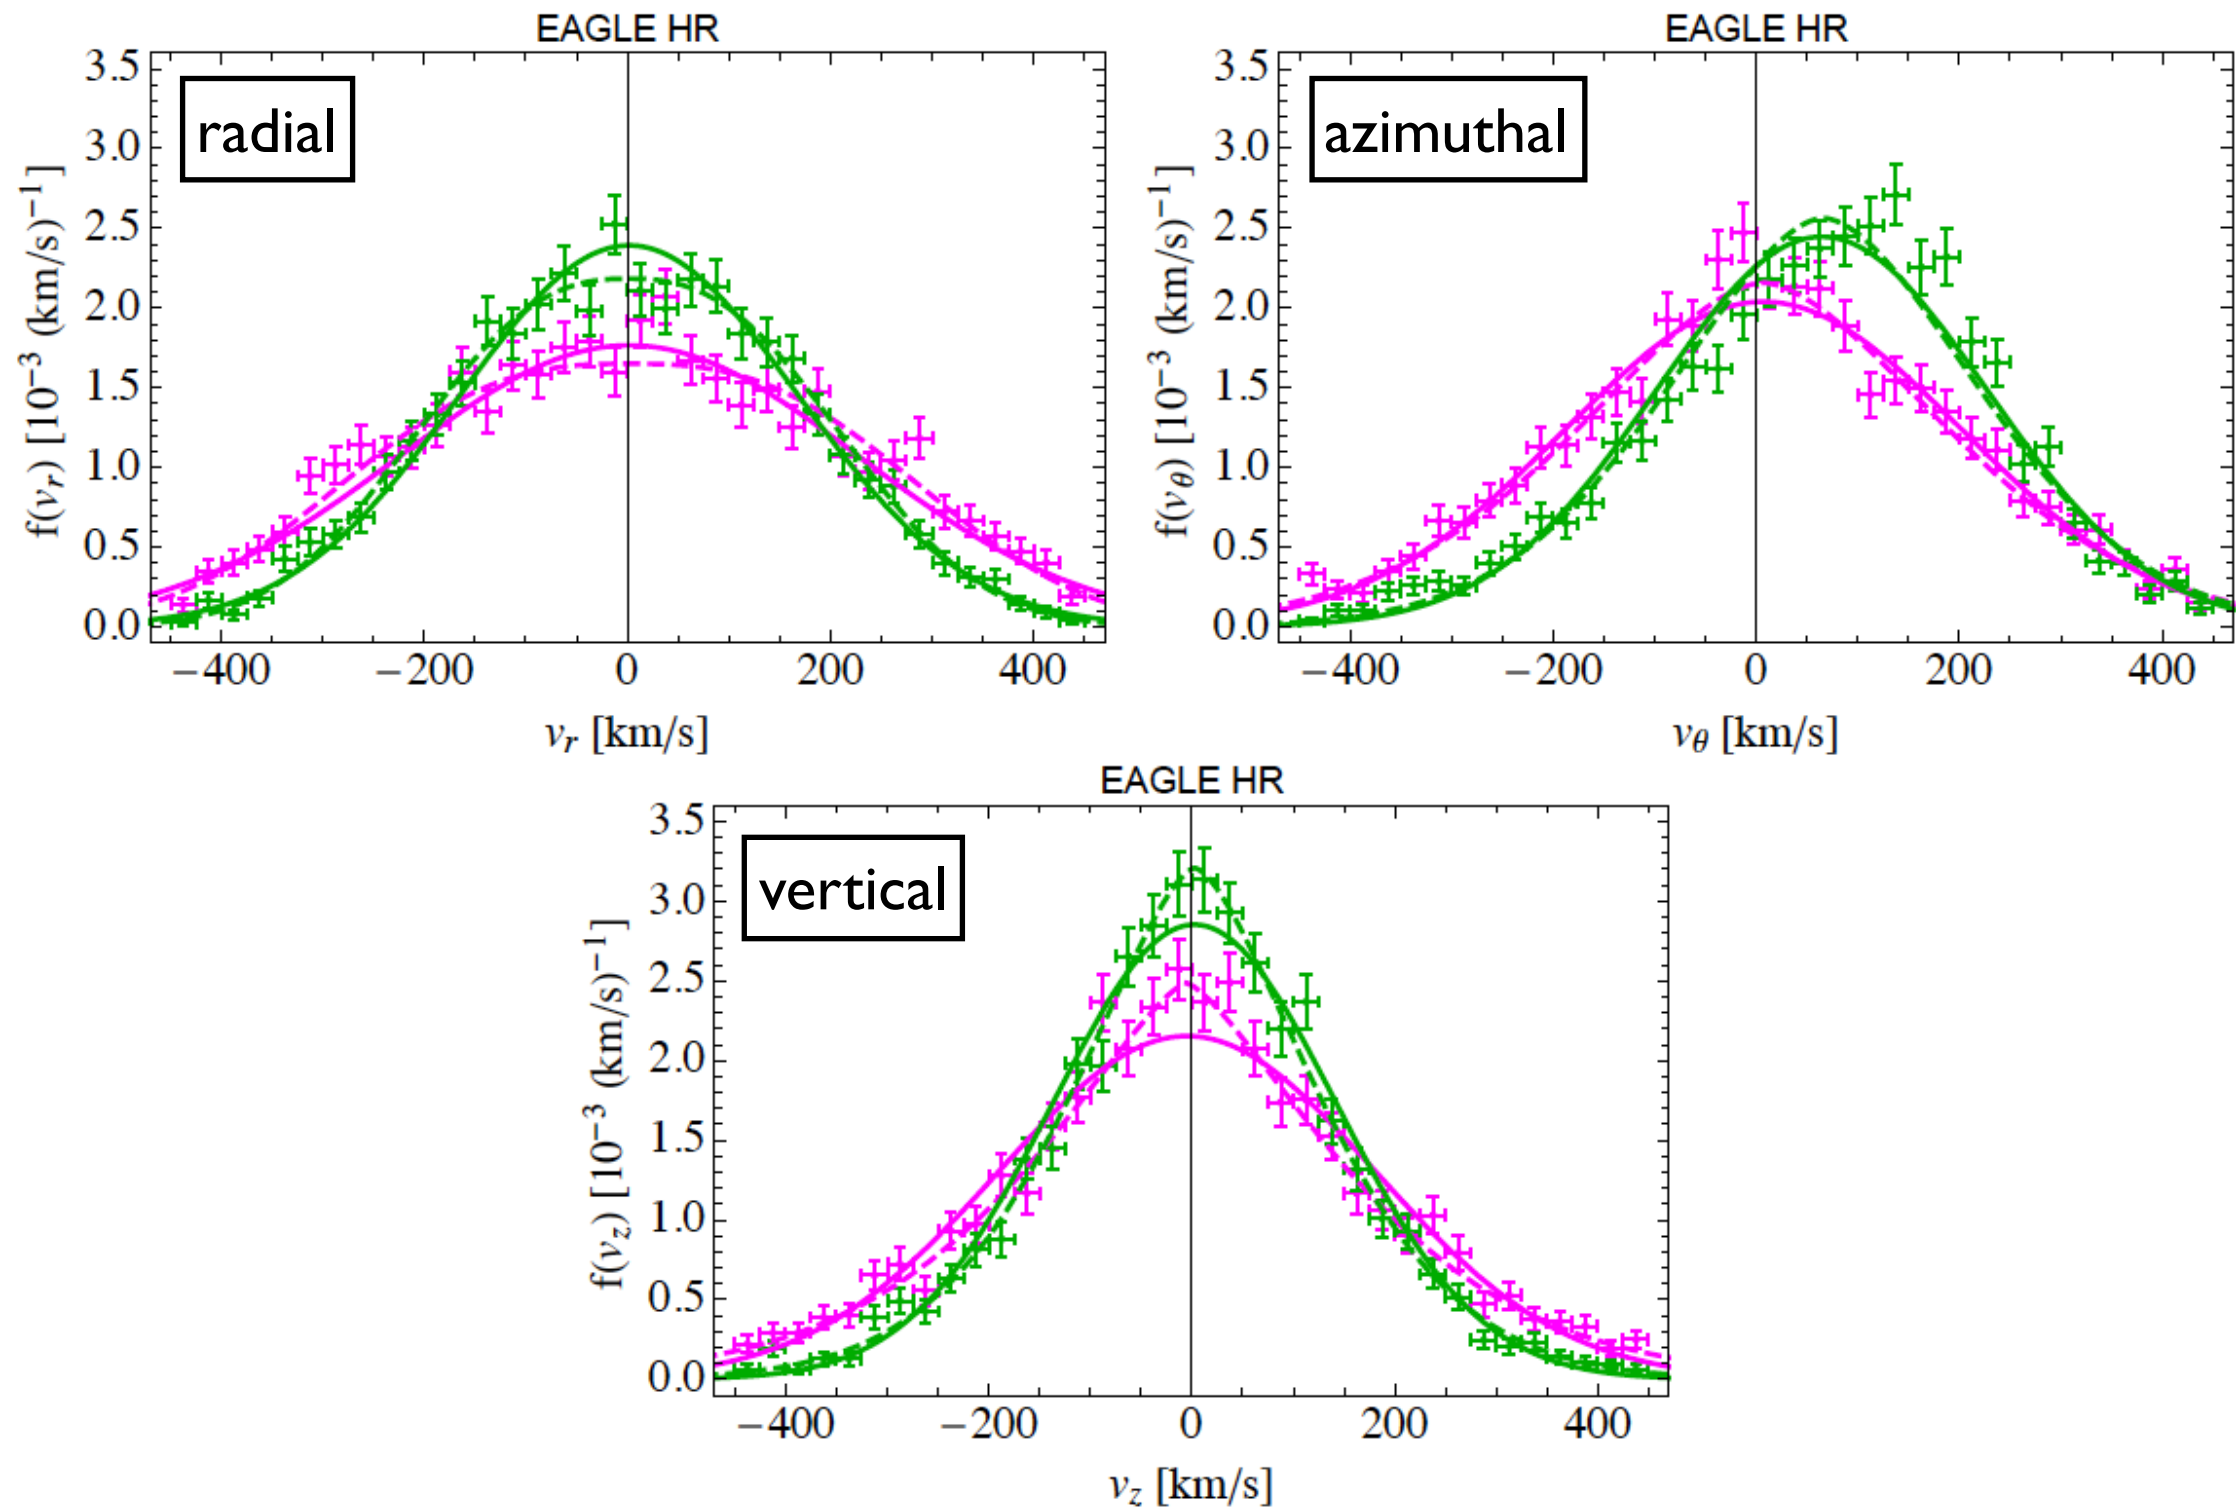 EAGLE HR
radial
3.5
3.0
2.5
2.0
1.5
1.0
0.5
0.0
f(v_r) [10⁻³ (km/s)⁻¹]
−400 −200 0 200 400
v_r [km/s]
EAGLE HR
azimuthal
3.5
3.0
2.5
2.0
1.5
1.0
0.5
0.0
f(v_θ) [10⁻³ (km/s)⁻¹]
−400 −200 0 200 400
v_θ [km/s]
EAGLE HR
vertical
3.5
3.0
2.5
2.0
1.5
1.0
0.5
0.0
f(v_z) [10⁻³ (km/s)⁻¹]
−400 −200 0 200 400
v_z [km/s]